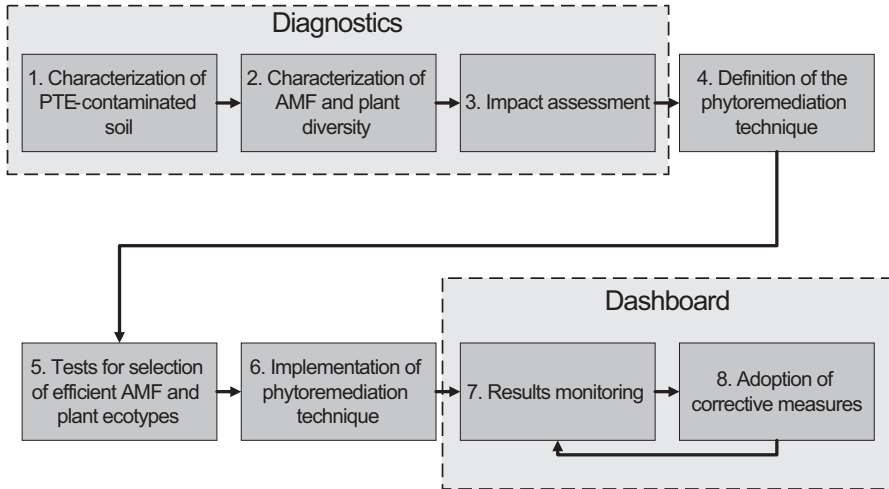 Diagnostics
1. Characterization of
PTE-contaminated
soil
2. Characterization of
AMF and plant
diversity
3. Impact assessment
4. Definition of the
phytoremediation
technique
Dashboard
5. Tests for selection
of efficient AMF and
plant ecotypes
6. Implementation of
phytoremediation
technique
7. Results monitoring
8. Adoption of
corrective measures